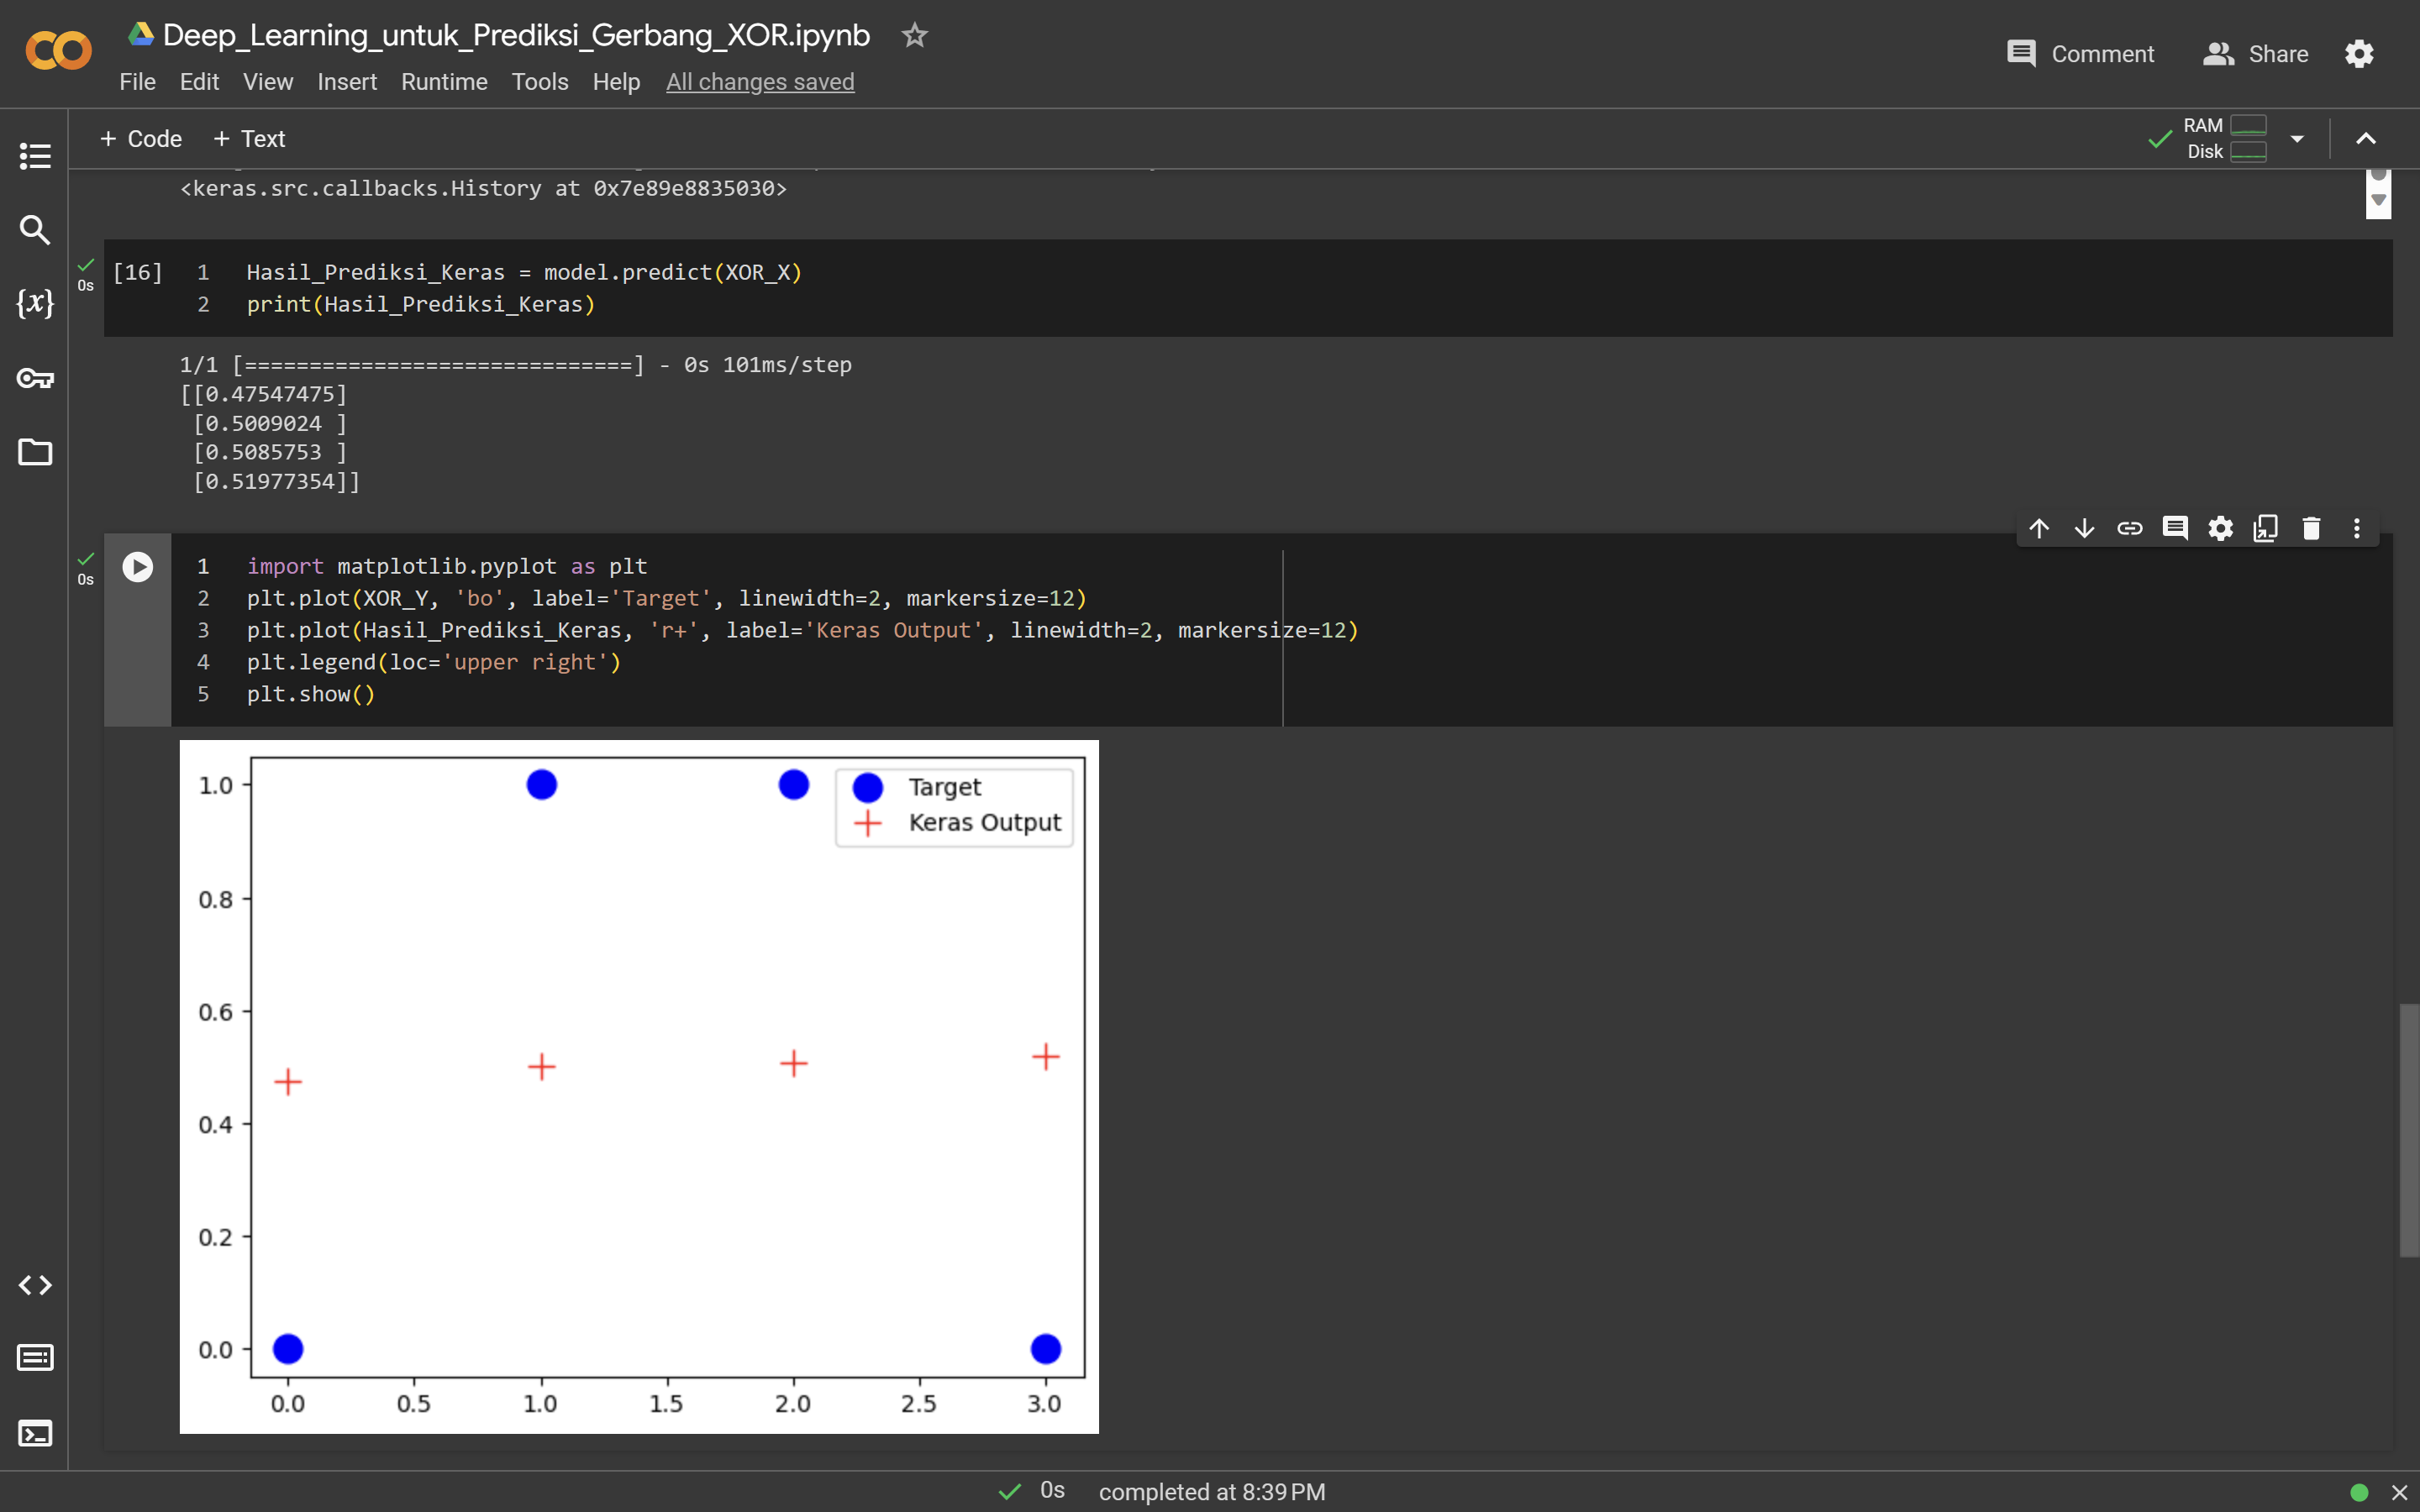 Deep_Learning_untuk_Prediksi_Gerbang_XOR.ipynb
File Edit View Insert Runtime Tools Help All changes saved
Comment Share
+ Code + Text
RAM
Disk
<keras.src.callbacks.History at 0x7e89e8835030>
0s
[16] 1 Hasil_Prediksi_Keras = model.predict(XOR_X)
2 print(Hasil_Prediksi_Keras)
1/1 [==============================] - 0s 101ms/step
[[0.47547475]
[0.5009024 ]
[0.5085753 ]
[0.51977354]]
0s
1 import matplotlib.pyplot as plt
2 plt.plot(XOR_Y, 'bo', label='Target', linewidth=2, markersize=12)
3 plt.plot(Hasil_Prediksi_Keras, 'r+', label='Keras Output', linewidth=2, markersize=12)
4 plt.legend(loc='upper right')
5 plt.show()
Target
Keras Output
1.0
0.8
0.6
0.4
0.2
0.0
0.0 0.5 1.0 1.5 2.0 2.5 3.0
0s completed at 8:39 PM